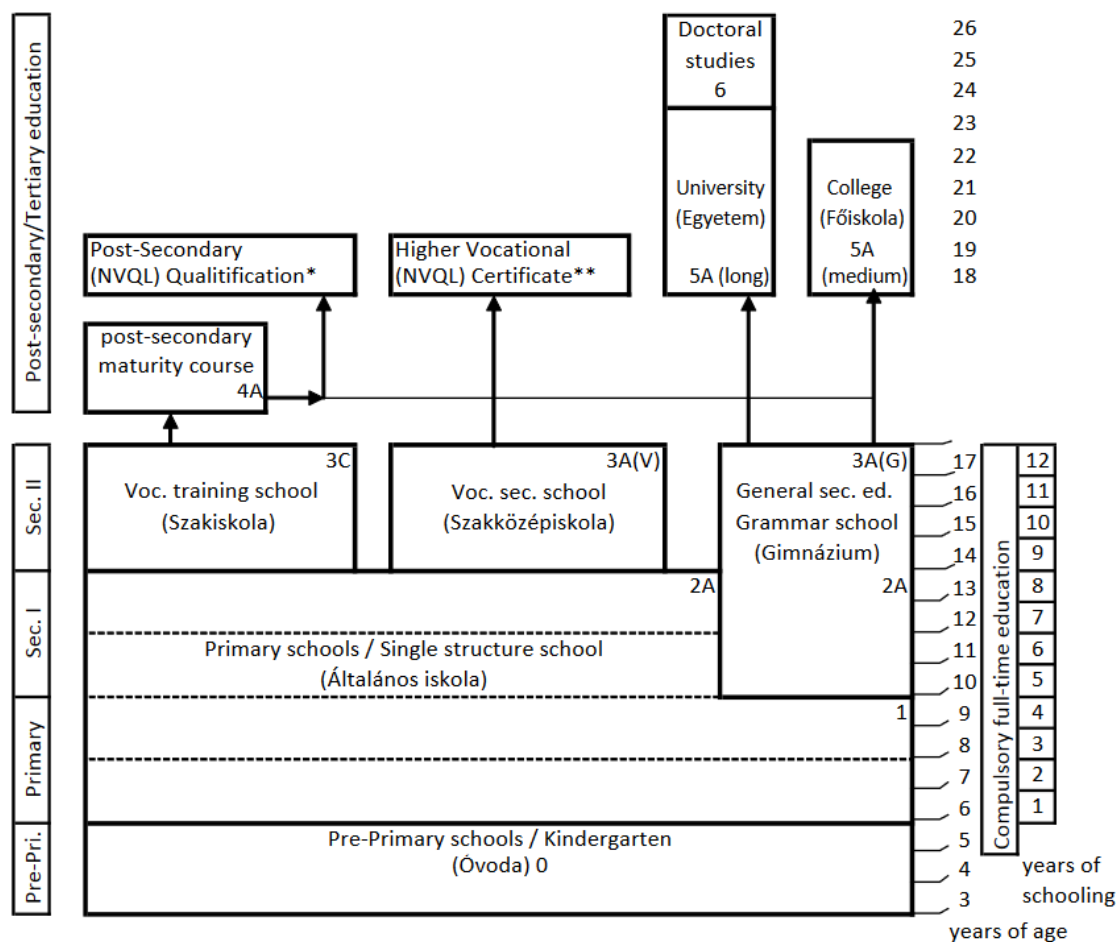 Post-secondary/Tertiary education
Sec. II
Sec. I
Primary
Pre-Pri.
Doctoral
studies
6
University
(Egyetem)
5A (long)
College
(Főiskola)
5A
(medium)
Post-Secondary
(NVQL) Qualitification*
Higher Vocational
(NVQL) Certificate**
post-secondary
maturity course
4A
3C
Voc. training school
(Szakiskola)
3A(V)
Voc. sec. school
(Szakközépiskola)
3A(G)
General sec. ed.
Grammar school
(Gimnázium)
2A
2A
Primary schools / Single structure school
(Általános iskola)
1
Pre-Primary schools / Kindergarten
(Óvoda) 0
26
25
24
23
22
21
20
19
18
17
16
15
14
13
12
11
10
9
8
7
6
5
4
3
years of age
Compulsory full-time education
12
11
10
9
8
7
6
5
4
3
2
1
years of
schooling